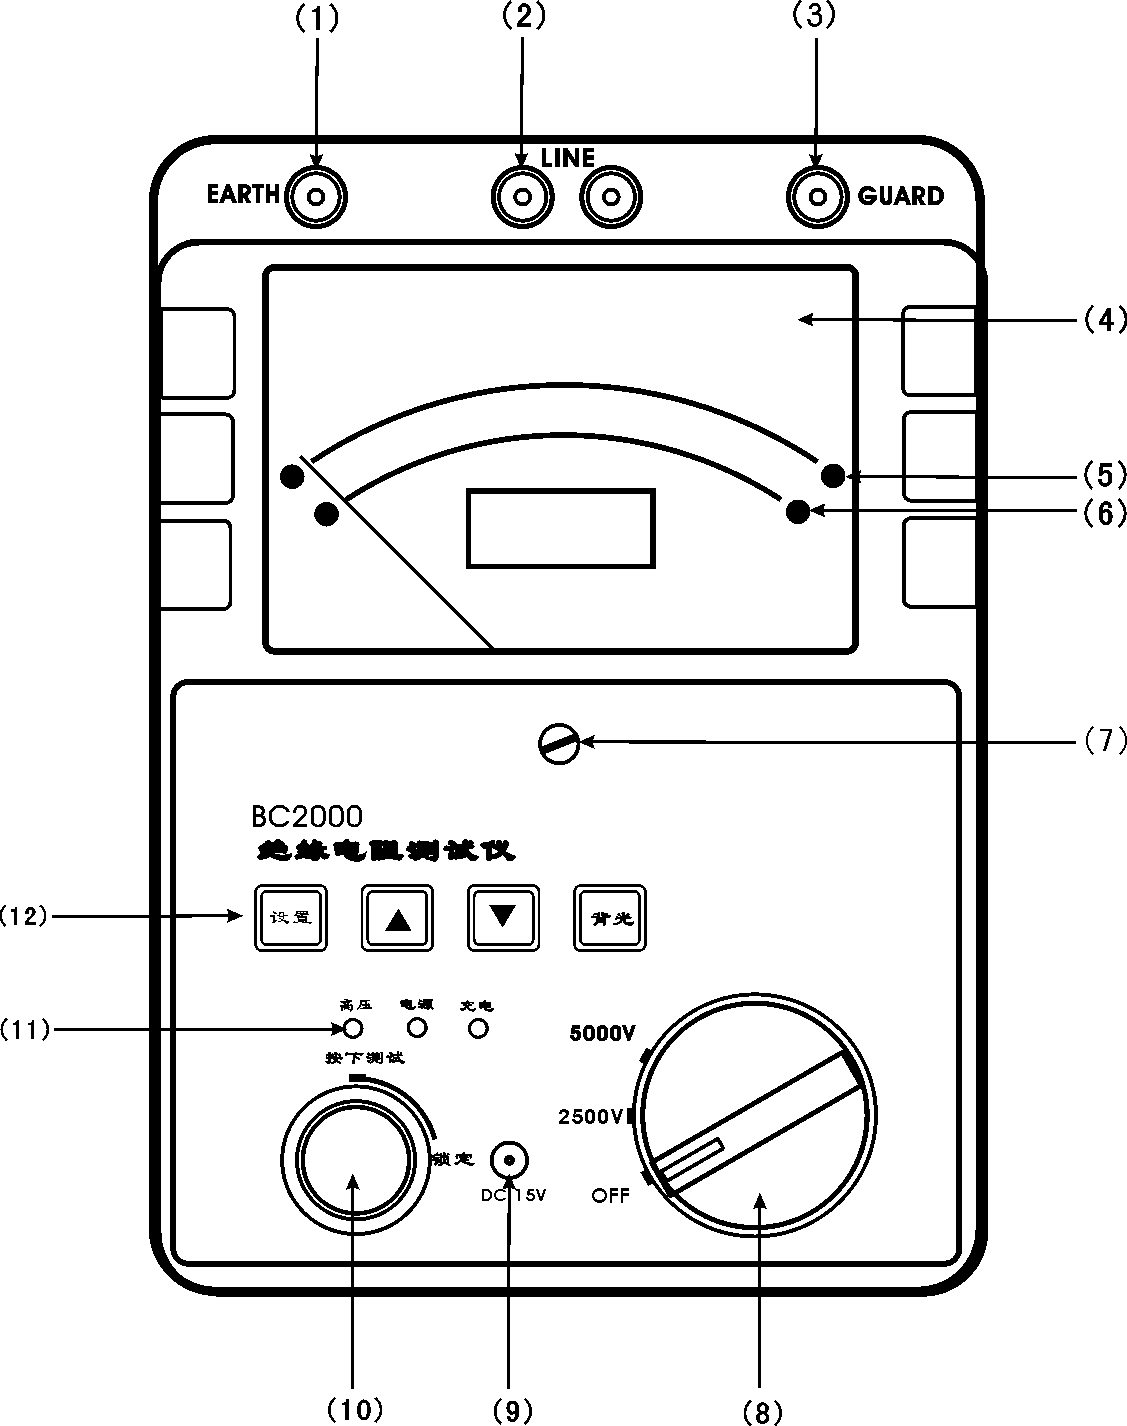 (1) (2) (3)
LINE
EARTH GUARD
(4)
(5)
(6)
(7)
BC2000
绝缘电阻测试仪
(12) 设置 ▲ ▼ 背光
高压 电源 充电
(11)
按下测试
5000V
2500V
锁定
DC 15V OFF
(10) (9) (8)